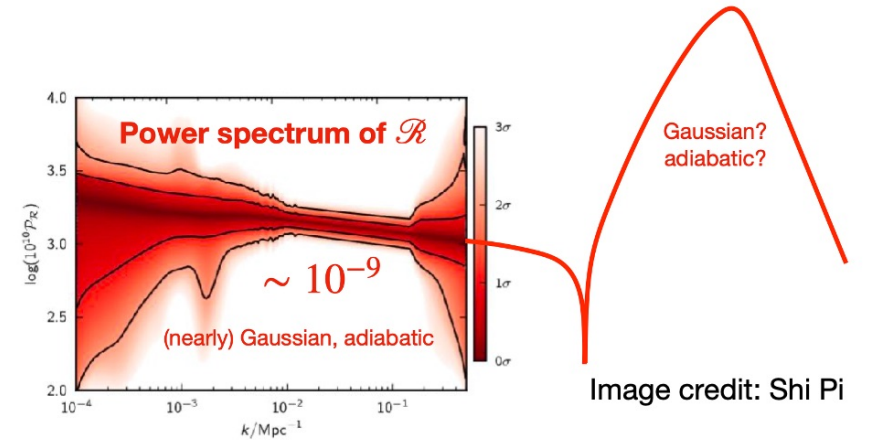 Power spectrum of ℛ
Gaussian?
adiabatic?
4.0
3.5
3.0
2.5
2.0
log(10¹⁰𝒫_ℛ)
∼ 10⁻⁹
(nearly) Gaussian, adiabatic
10⁻⁴
10⁻³
10⁻²
10⁻¹
k/Mpc⁻¹
3σ
2σ
1σ
0σ
Image credit: Shi Pi